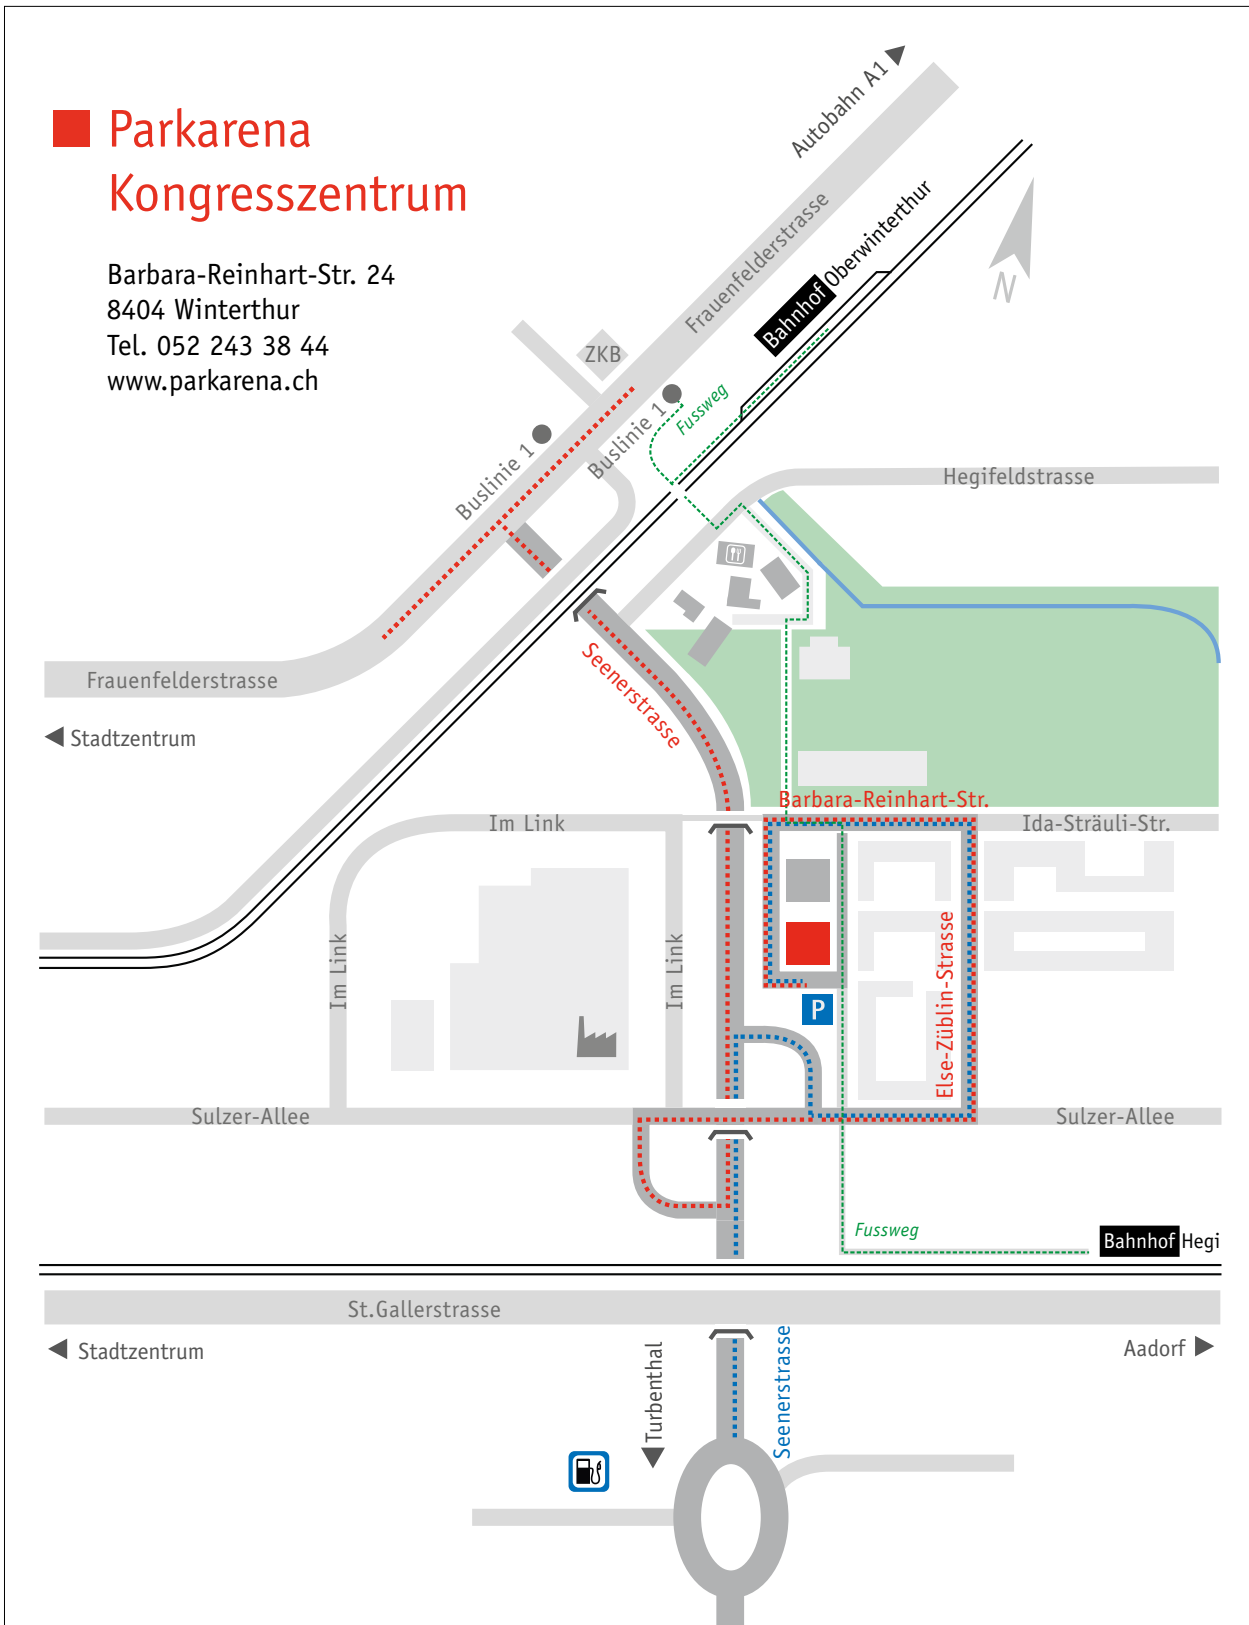 Parkarena
Kongresszentrum
Barbara-Reinhart-Str. 24
8404 Winterthur
Tel. 052 243 38 44
www.parkarena.ch
Autobahn A1
Frauenfelderstrasse
Bahnhof Oberwinterthur
N
ZKB
Buslinie 1
Buslinie 1
Fussweg
Hegifeldstrasse
Seenerstrasse
Frauenfelderstrasse
Stadtzentrum
Barbara-Reinhart-Str.
Im Link
Ida-Sträuli-Str.
Im Link
Im Link
Else-Züblin-Strasse
P
Sulzer-Allee
Sulzer-Allee
Fussweg
Bahnhof Hegi
St.Gallerstrasse
Stadtzentrum
Aadorf
Turbenthal
Seenerstrasse